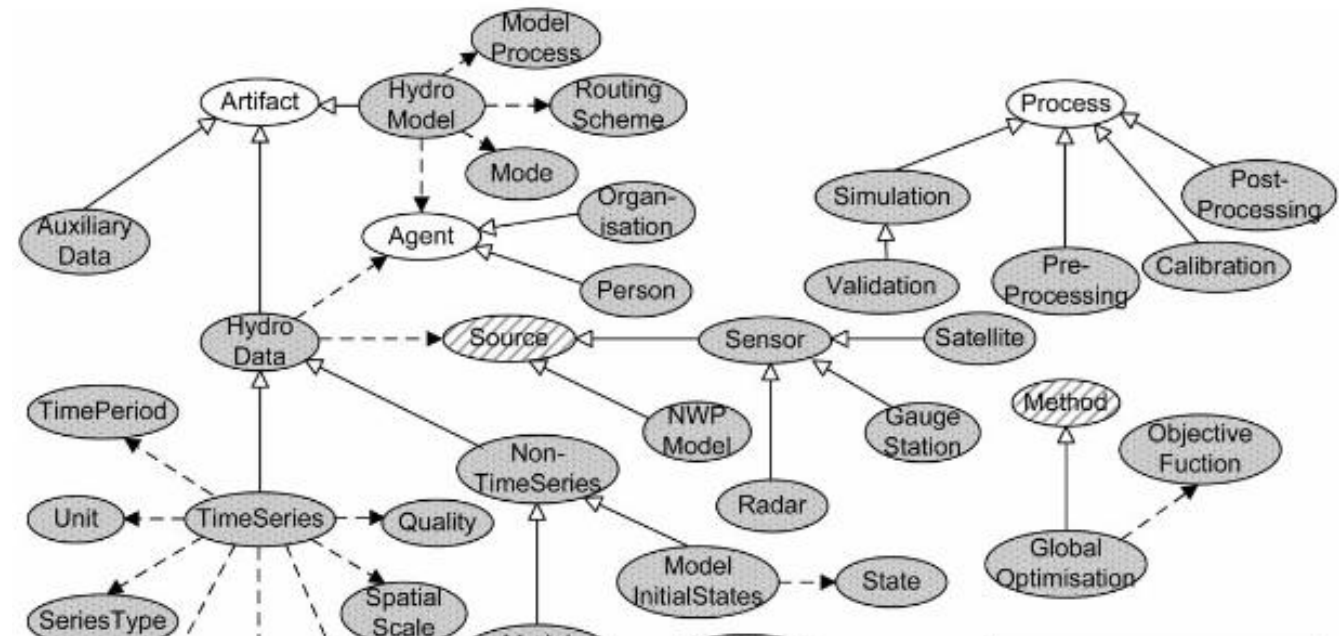 Model
Process
Artifact
Hydro
Model
Routing
Scheme
Process
Mode
Simulation
Post-
Processing
Organ-
isation
Auxiliary
Data
Agent
Validation
Pre-
Processing
Calibration
Person
Hydro
Data
Source
Sensor
Satellite
TimePeriod
NWP
Model
Gauge
Station
Method
Objective
Fuction
Non-
TimeSeries
Radar
Unit
TimeSeries
Quality
Global
Optimisation
Model
InitialStates
State
SeriesType
Spatial
Scale